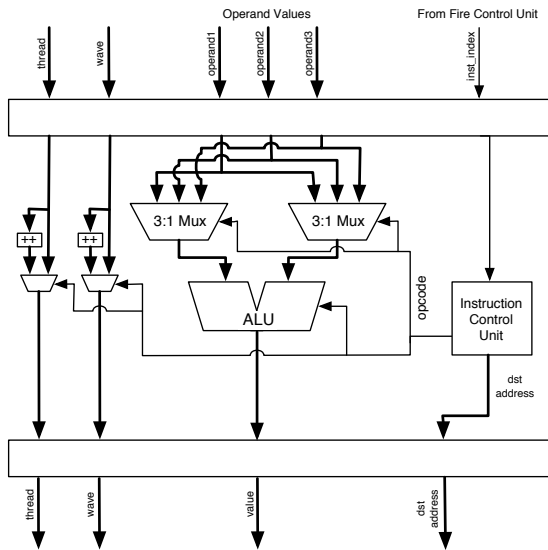 Operand Values
From Fire Control Unit
thread
wave
operand1
operand2
operand3
inst_index
++
++
3:1 Mux
3:1 Mux
ALU
opcode
Instruction
Control
Unit
dst
address
thread
wave
value
dst
address